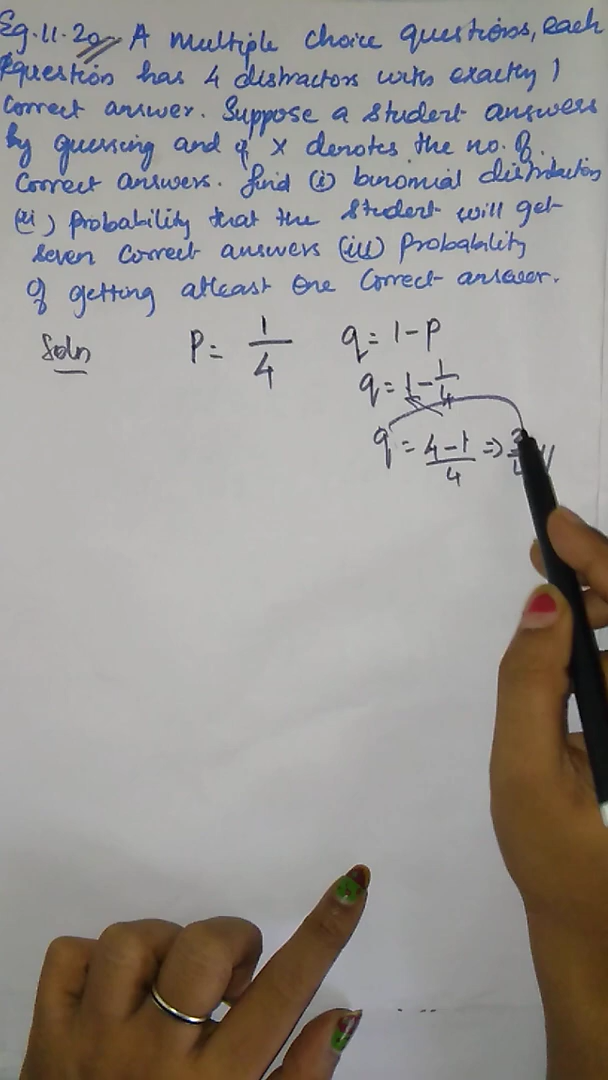 Eg.11.20 A multiple choice questions, each
question has 4 distractors with exactly 1
correct answer. Suppose a student answers
by guessing and if X denotes the no. of
correct answers. find (i) binomial distribution
(ii) probability that the student will get
seven correct answers (iii) probability
of getting atleast one correct answer.
Soln P = 1/4 q = 1-P
q = 1 - 1/4
q = 4-1/4 ⇒ 3/4 //